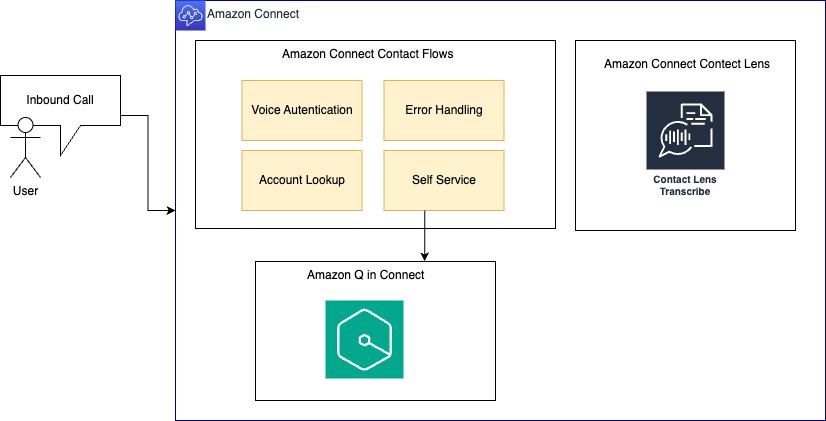 Amazon Connect
Amazon Connect Contact Flows
Amazon Connect Contect Lens
Inbound Call
Voice Autentication
Error Handling
Account Lookup
Self Service
Contact Lens
Transcribe
User
Amazon Q in Connect